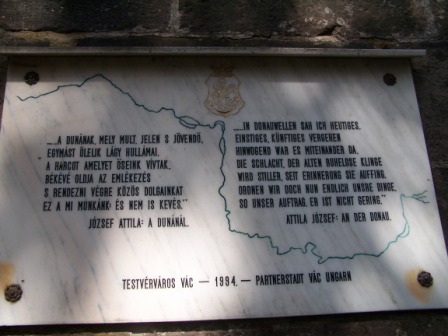 "...A DUNÁNAK, MELY MULT, JELEN S JÖVENDŐ,
EGYMÁST ÖLELIK LÁGY HULLÁMAI.
A HARCOT AMELYET ŐSEINK VÍVTAK,
BÉKÉVÉ OLDJA AZ EMLÉKEZÉS
S RENDEZNI VÉGRE KÖZÖS DOLGAINKAT
EZ A MI MUNKÁNK: ÉS NEM IS KEVÉS."
JÓZSEF ATTILA: A DUNÁNÁL.
"...IN DONAUWELLEN SAH ICH HEUTIGES,
EINSTIGES, KÜNFTIGES VERGEHEN
HINWOGEND WAR ES MITEINANDER DA.
DIE SCHLACHT, DER ALTEN RUHELOSE KLINGE
WIRD STILLER, SEIT ERINNERUNG SIE AUFFING.
ORDNEN WIR DOCH NUN ENDLICH UNSRE DINGE,
SO UNSER AUFTRAG. ER IST NICHT GERING."
ATTILA JÓZSEF: AN DER DONAU.
TESTVÉRVÁROS VÁC — 1994. — PARTNERSTADT VÁC UNGARN